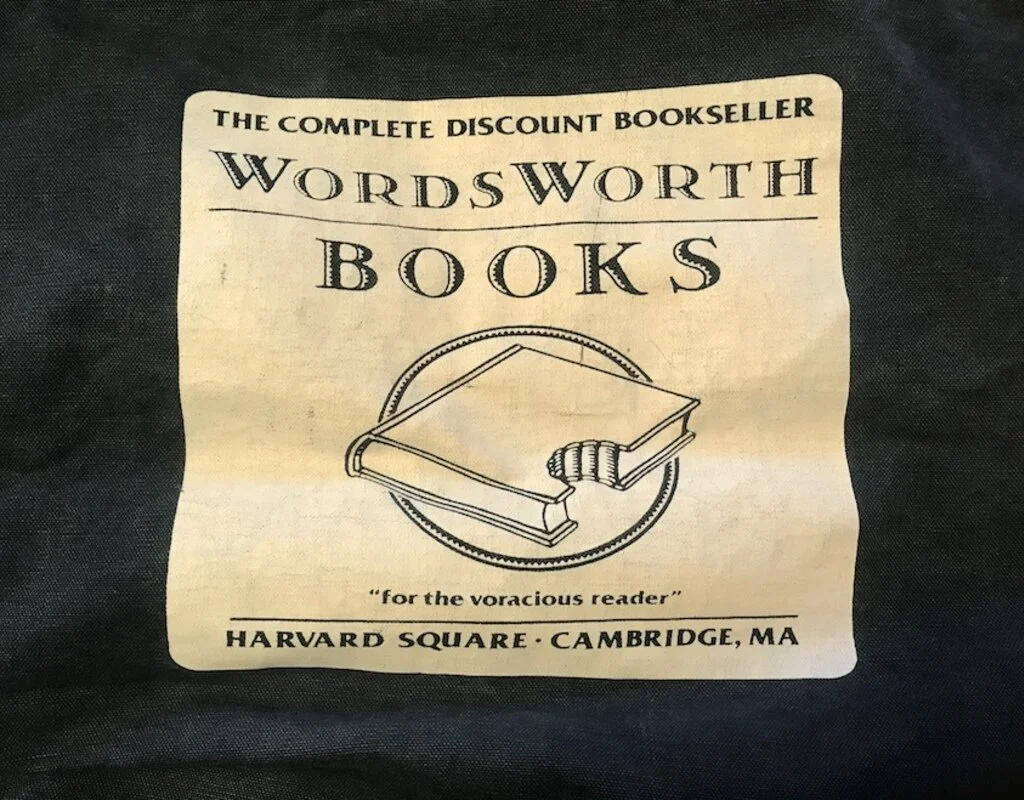 THE COMPLETE DISCOUNT BOOKSELLER
WORDSWORTH
BOOKS
"for the voracious reader"
HARVARD SQUARE · CAMBRIDGE, MA